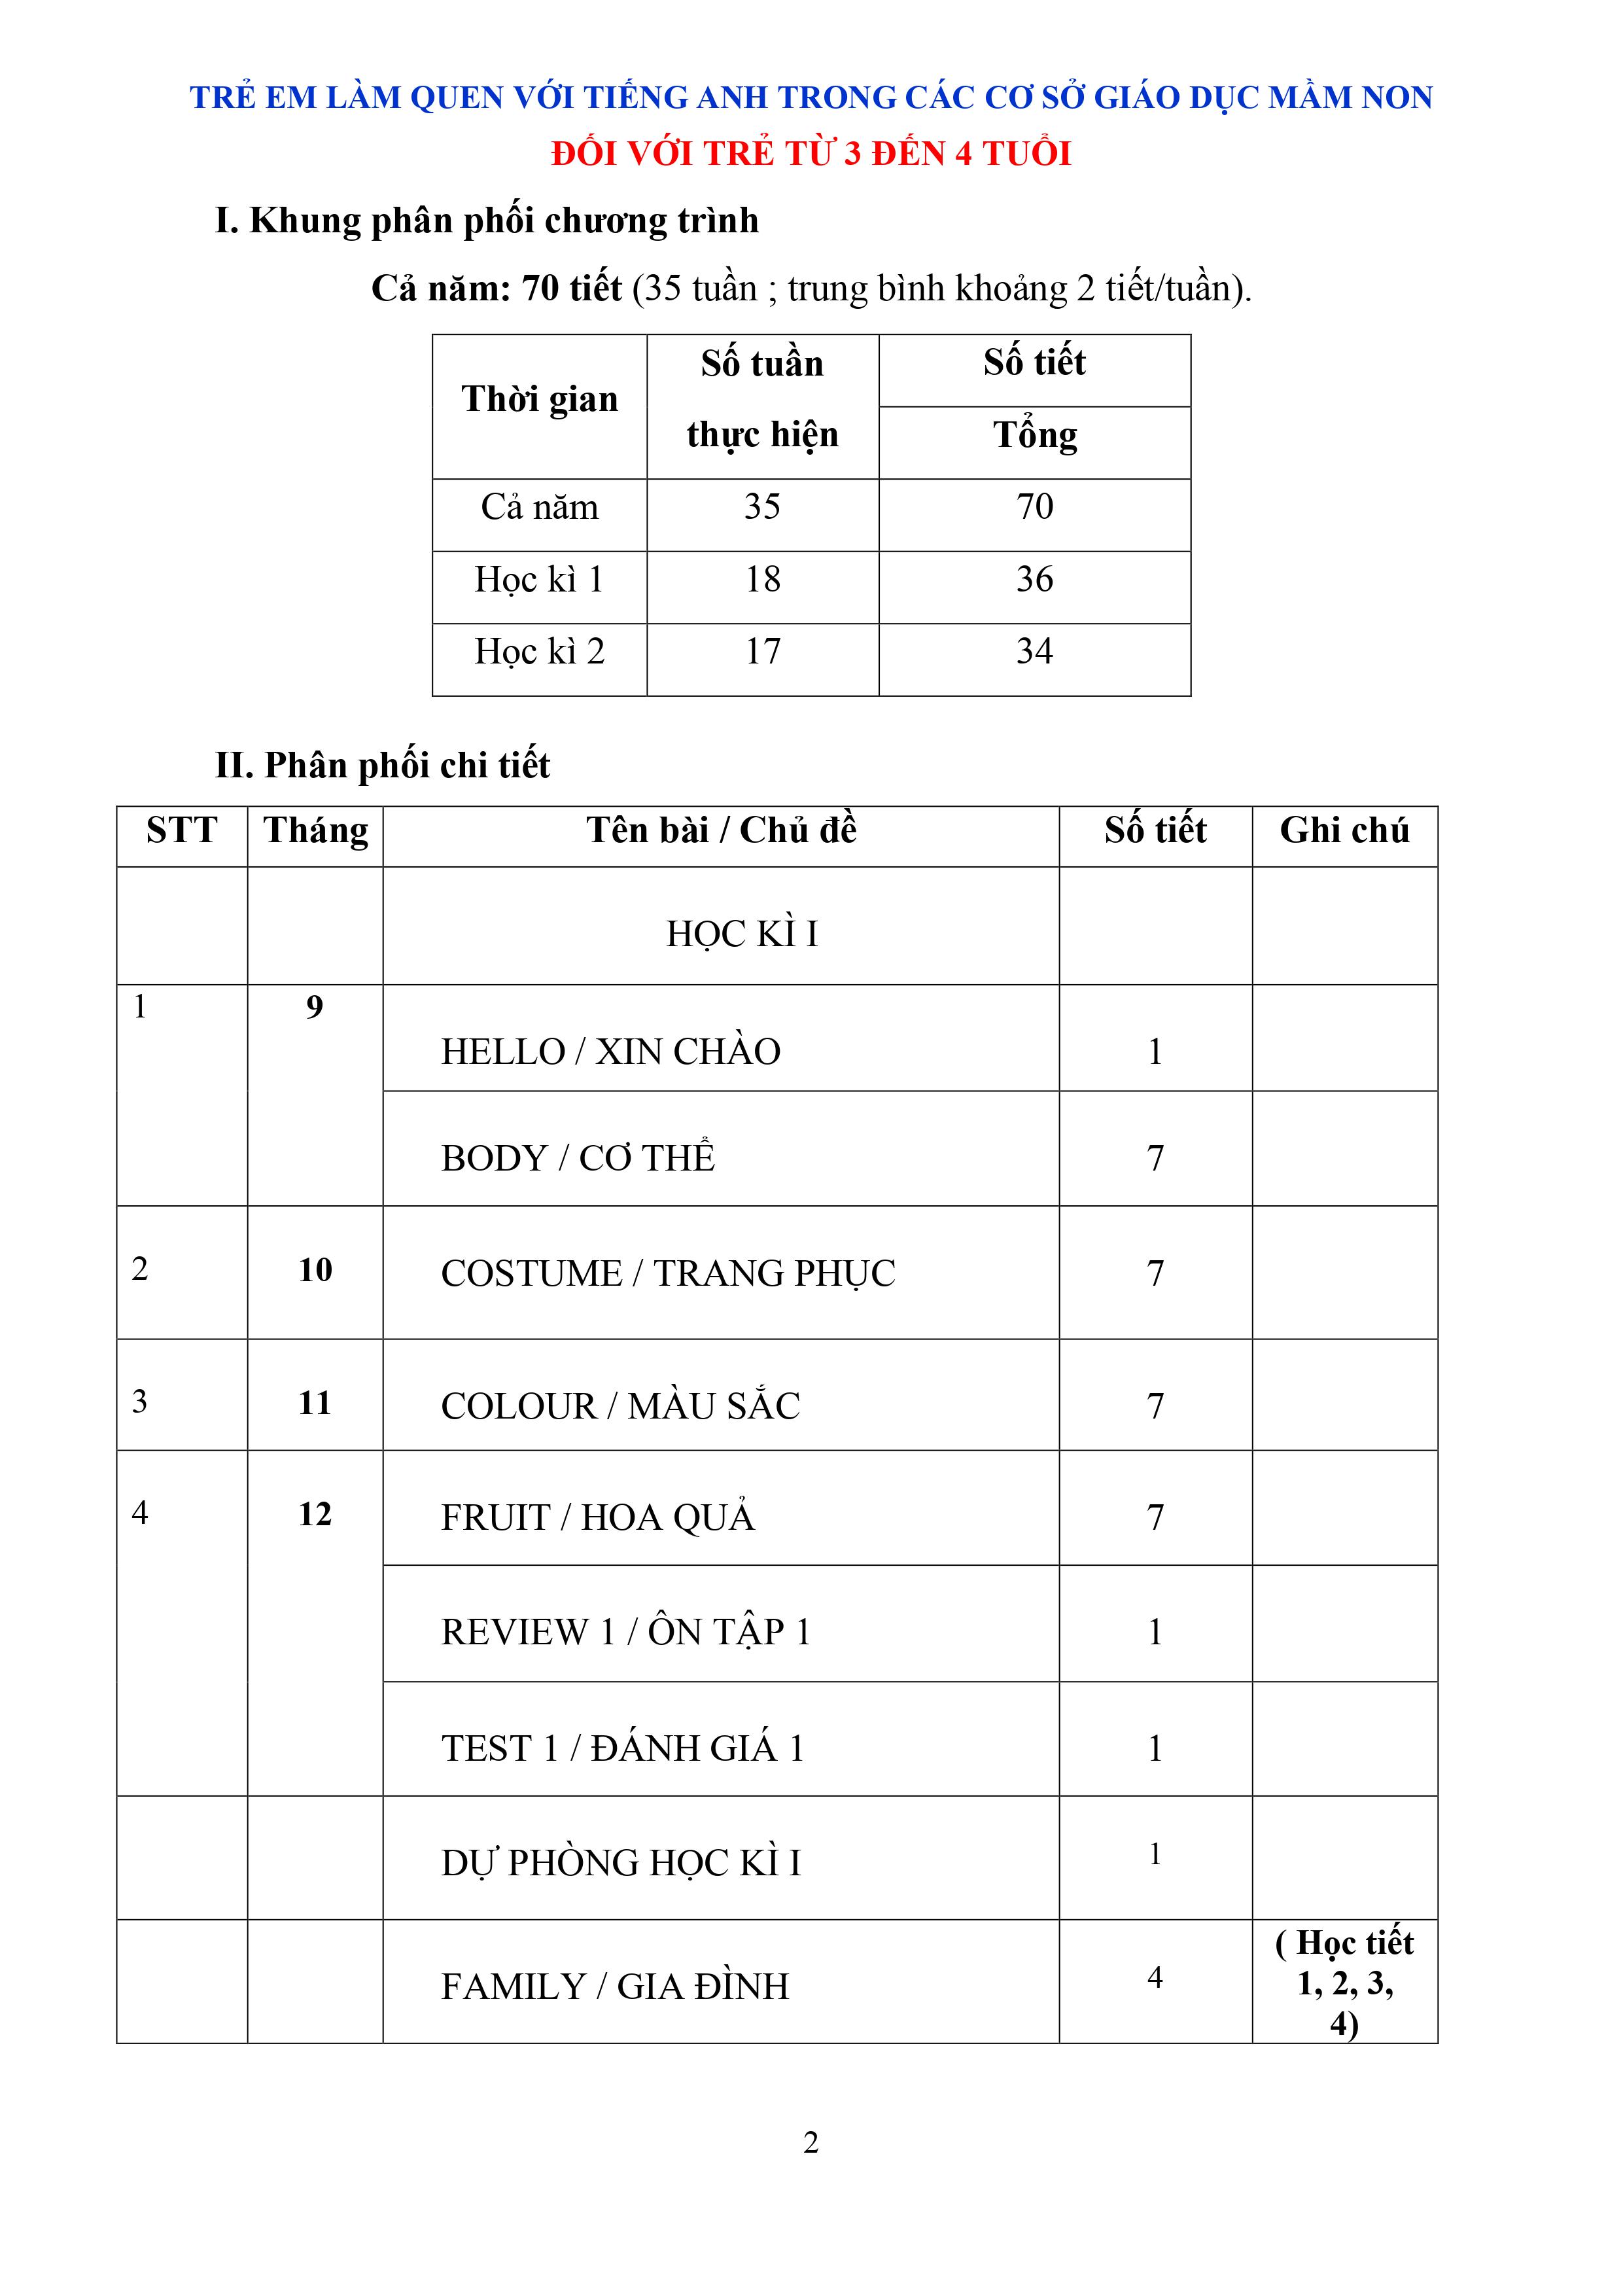 TRẺ EM LÀM QUEN VỚI TIẾNG ANH TRONG CÁC CƠ SỞ GIÁO DỤC MẦM NON
ĐỐI VỚI TRẺ TỪ 3 ĐẾN 4 TUỔI
I. Khung phân phối chương trình
Cả năm: 70 tiết (35 tuần ; trung bình khoảng 2 tiết/tuần).
Thời gian Số tuần thực hiện Số tiết
Tổng
Cả năm 35 70
Học kì 1 18 36
Học kì 2 17 34
II. Phân phối chi tiết
STT Tháng Tên bài / Chủ đề Số tiết Ghi chú
HỌC KÌ I
1 9 HELLO / XIN CHÀO 1
BODY / CƠ THỂ 7
2 10 COSTUME / TRANG PHỤC 7
3 11 COLOUR / MÀU SẮC 7
4 12 FRUIT / HOA QUẢ 7
REVIEW 1 / ÔN TẬP 1 1
TEST 1 / ĐÁNH GIÁ 1 1
DỰ PHÒNG HỌC KÌ I 1
FAMILY / GIA ĐÌNH 4 ( Học tiết
1, 2, 3,
4)
2